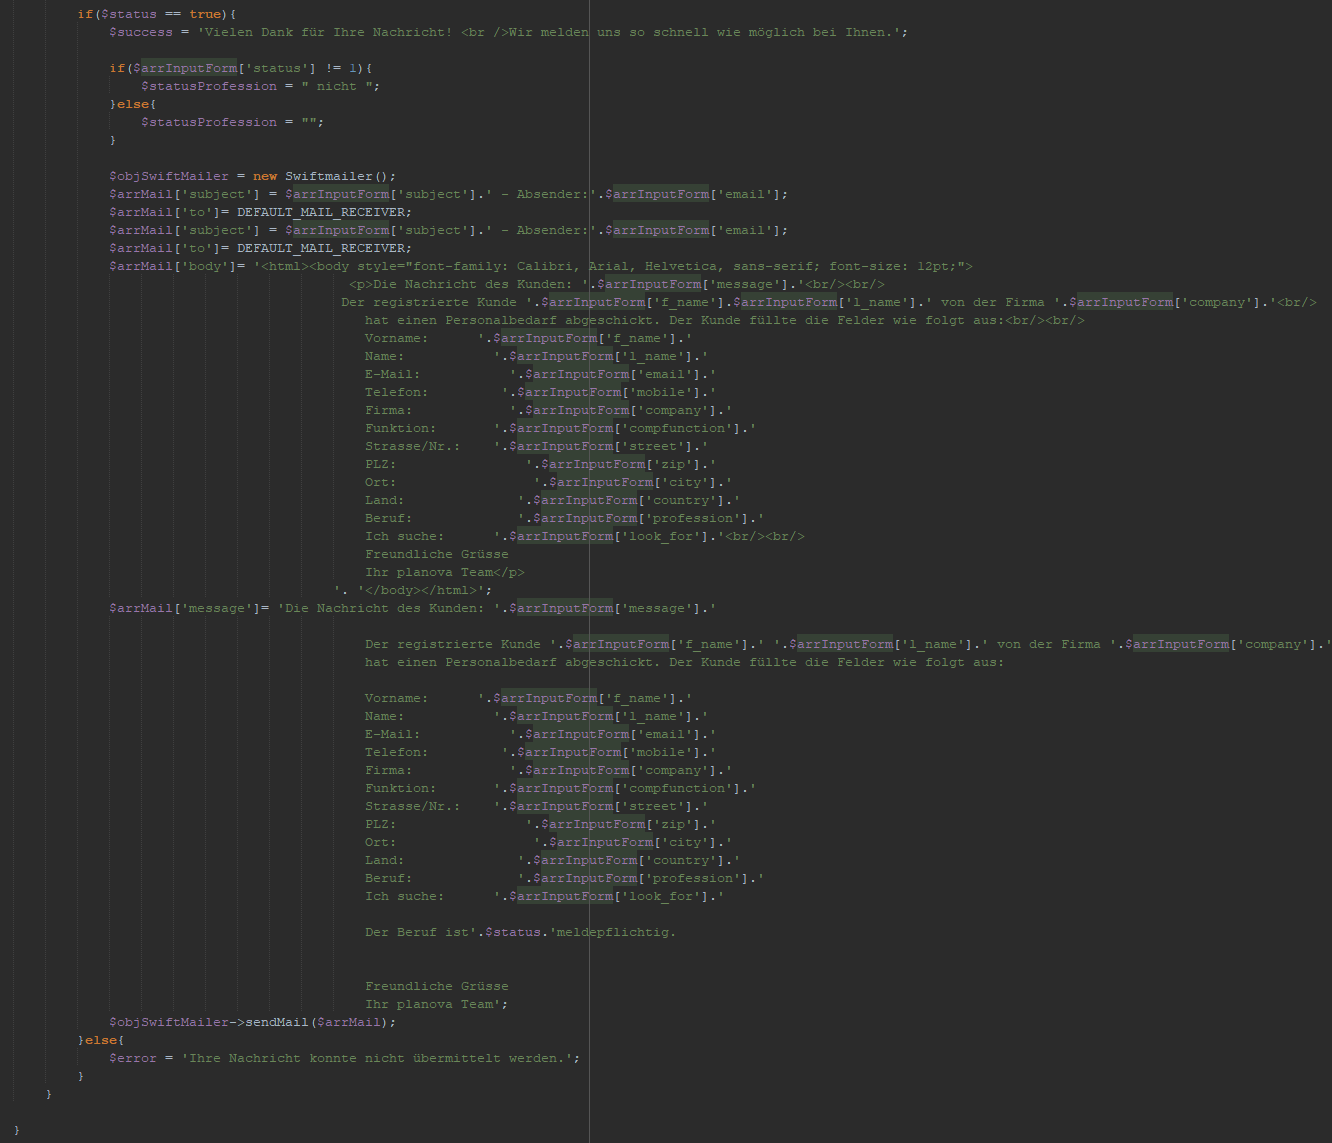 if($status == true){
$success = 'Vielen Dank für Ihre Nachricht! <br />Wir melden uns so schnell wie möglich bei Ihnen.';
if($arrInputForm['status'] != 1){
$statusProfession = " nicht ";
}else{
$statusProfession = "";
}
$objSwiftMailer = new Swiftmailer();
$arrMail['subject'] = $arrInputForm['subject'].' - Absender:'.$arrInputForm['email'];
$arrMail['to']= DEFAULT_MAIL_RECEIVER;
$arrMail['subject'] = $arrInputForm['subject'].' - Absender:'.$arrInputForm['email'];
$arrMail['to']= DEFAULT_MAIL_RECEIVER;
$arrMail['body']= '<html><body style="font-family: Calibri, Arial, Helvetica, sans-serif; font-size: 12pt;">
<p>Die Nachricht des Kunden: '.$arrInputForm['message'].'<br/><br/>
Der registrierte Kunde '.$arrInputForm['f_name'].$arrInputForm['l_name'].' von der Firma '.$arrInputForm['company'].'<br/>
hat einen Personalbedarf abgeschickt. Der Kunde füllte die Felder wie folgt aus:<br/><br/>
Vorname: '.$arrInputForm['f_name'].'
Name: '.$arrInputForm['l_name'].'
E-Mail: '.$arrInputForm['email'].'
Telefon: '.$arrInputForm['mobile'].'
Firma: '.$arrInputForm['company'].'
Funktion: '.$arrInputForm['compfunction'].'
Strasse/Nr.: '.$arrInputForm['street'].'
PLZ: '.$arrInputForm['zip'].'
Ort: '.$arrInputForm['city'].'
Land: '.$arrInputForm['country'].'
Beruf: '.$arrInputForm['profession'].'
Ich suche: '.$arrInputForm['look_for'].'<br/><br/>
Freundliche Grüsse
Ihr planova Team</p>
'. '</body></html>';
$arrMail['message']= 'Die Nachricht des Kunden: '.$arrInputForm['message'].'
Der registrierte Kunde '.$arrInputForm['f_name'].' '.$arrInputForm['l_name'].' von der Firma '.$arrInputForm['company'].'
hat einen Personalbedarf abgeschickt. Der Kunde füllte die Felder wie folgt aus:
Vorname: '.$arrInputForm['f_name'].'
Name: '.$arrInputForm['l_name'].'
E-Mail: '.$arrInputForm['email'].'
Telefon: '.$arrInputForm['mobile'].'
Firma: '.$arrInputForm['company'].'
Funktion: '.$arrInputForm['compfunction'].'
Strasse/Nr.: '.$arrInputForm['street'].'
PLZ: '.$arrInputForm['zip'].'
Ort: '.$arrInputForm['city'].'
Land: '.$arrInputForm['country'].'
Beruf: '.$arrInputForm['profession'].'
Ich suche: '.$arrInputForm['look_for'].'
Der Beruf ist'.$status.'meldepflichtig.
Freundliche Grüsse
Ihr planova Team';
$objSwiftMailer->sendMail($arrMail);
}else{
$error = 'Ihre Nachricht konnte nicht übermittelt werden.';
}
}
}